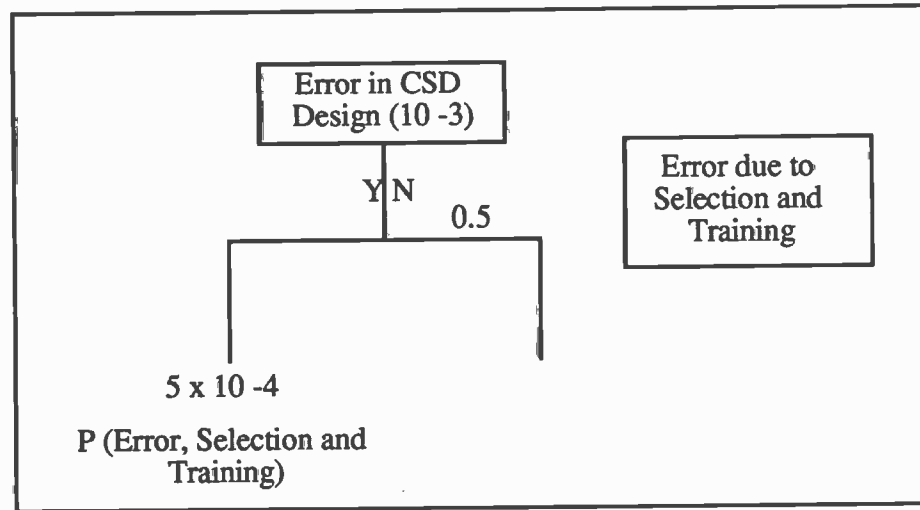 Error in CSD
Design (10 -3)
Error due to
Selection and
Training
Y N
0.5
5 x 10 -4
P (Error, Selection and
Training)